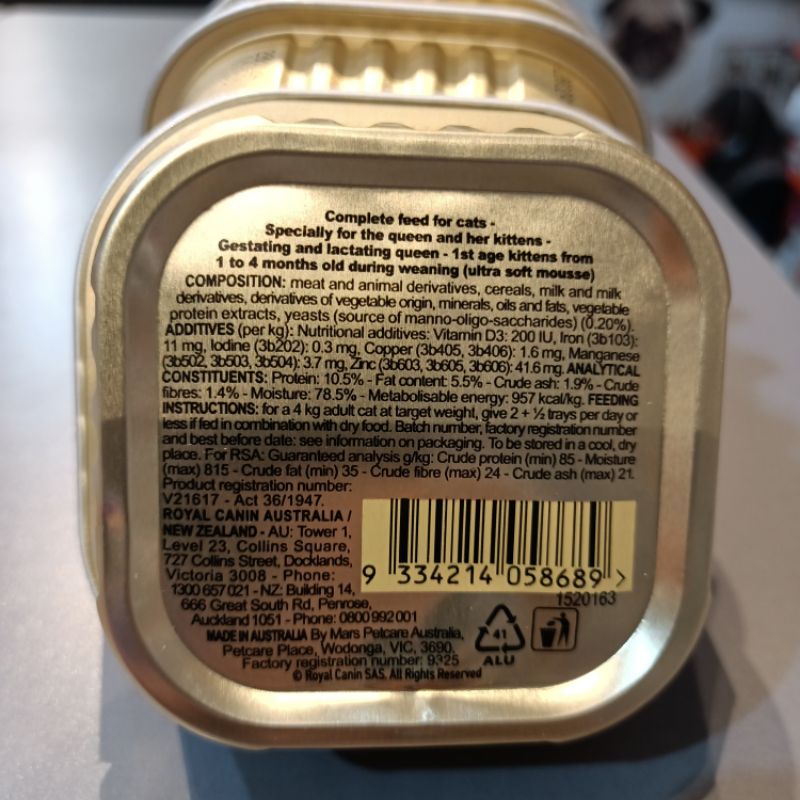 Complete feed for cats -
Specially for the queen and her kittens -
Gestating and lactating queen - 1st age kittens from
1 to 4 months old during weaning (ultra soft mousse)
COMPOSITION: meat and animal derivatives, cereals, milk and milk
derivatives, derivatives of vegetable origin, minerals, oils and fats, vegetable
protein extracts, yeasts (source of manno-oligo-saccharides) (0.20%).
ADDITIVES (per kg): Nutritional additives: Vitamin D3: 200 IU, Iron (3b103):
11 mg, Iodine (3b202): 0.3 mg, Copper (3b405, 3b406): 1.6 mg, Manganese
(3b502, 3b503, 3b504): 3.7 mg, Zinc (3b603, 3b605, 3b606): 41.6 mg. ANALYTICAL
CONSTITUENTS: Protein: 10.5% - Fat content: 5.5% - Crude ash: 1.9% - Crude
fibres: 1.4% - Moisture: 78.5% - Metabolisable energy: 957 kcal/kg. FEEDING
INSTRUCTIONS: for a 4 kg adult cat at target weight, give 2 + ½ trays per day or
less if fed in combination with dry food. Batch number, factory registration number
and best before date: see information on packaging. To be stored in a cool, dry
place. For RSA: Guaranteed analysis g/kg: Crude protein (min) 85 - Moisture
(max) 815 - Crude fat (min) 35 - Crude fibre (max) 24 - Crude ash (max) 21.
Product registration number:
V21617 - Act 36/1947.
ROYAL CANIN AUSTRALIA /
NEW ZEALAND - AU: Tower 1,
Level 23, Collins Square,
727 Collins Street, Docklands,
Victoria 3008 - Phone:
1300 657 021 - NZ: Building 14,
666 Great South Rd, Penrose,
Auckland 1051 - Phone: 0800 992 001
MADE IN AUSTRALIA By Mars Petcare Australia,
Petcare Place, Wodonga, VIC, 3690.
Factory registration number: 9325
© Royal Canin SAS. All Rights Reserved
9 334214 058689 >
1520163
41
ALU